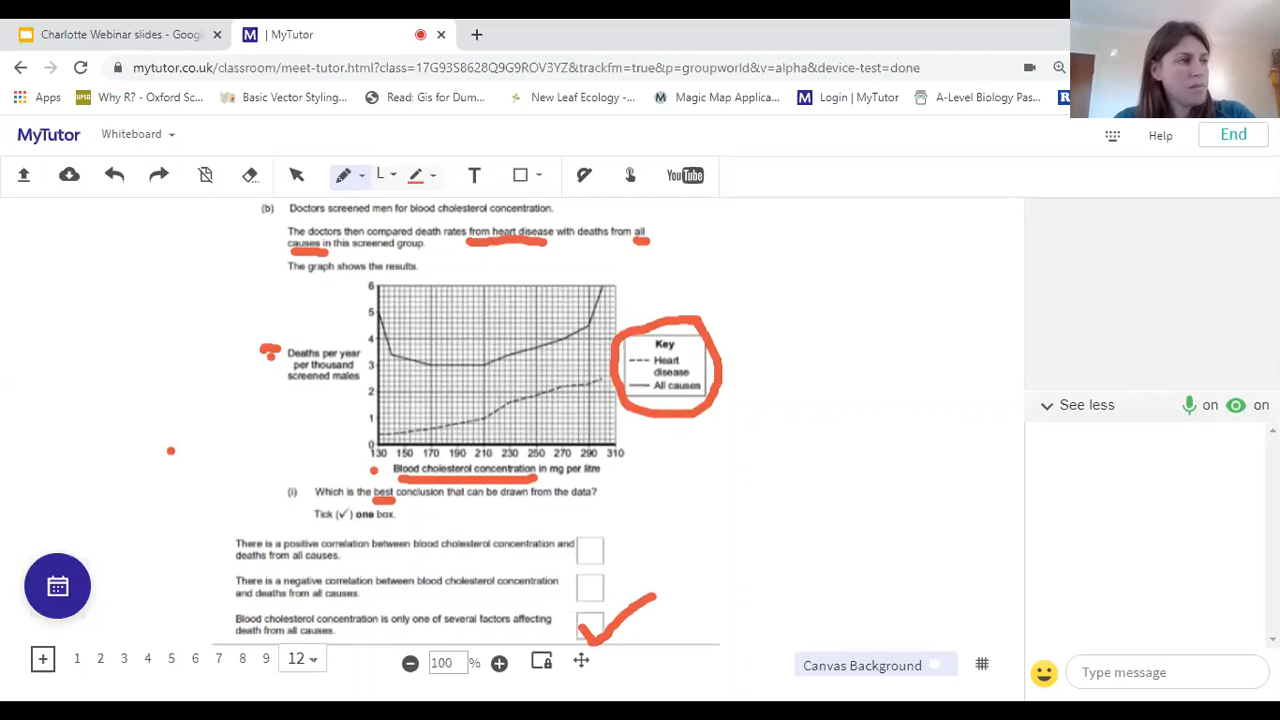 Charlotte Webinar slides - Goog
| MyTutor
mytutor.co.uk/classroom/meet-tutor.html?class=17G93S8628Q9G9ROV3YZ&trackfm=true&p=groupworld&v=alpha&device-test=done
Apps
Why R? - Oxford Sc...
Basic Vector Styling...
Read: Gis for Dum...
New Leaf Ecology -...
Magic Map Applica...
Login | MyTutor
A-Level Biology Pas...
MyTutor
Whiteboard
Help
End
L
T
YouTube
(b) Doctors screened men for blood cholesterol concentration.
The doctors then compared death rates from heart disease with deaths from all
causes in this screened group.
The graph shows the results.
6
5
4
3
2
1
0
Deaths per year
per thousand
screened males
Key
Heart
disease
All causes
130 150 170 190 210 230 250 270 290 310
Blood cholesterol concentration in mg per litre
(i) Which is the best conclusion that can be drawn from the data?
Tick (✓) one box.
There is a positive correlation between blood cholesterol concentration and
deaths from all causes.
There is a negative correlation between blood cholesterol concentration
and deaths from all causes.
Blood cholesterol concentration is only one of several factors affecting
death from all causes.
See less
on
on
1 2 3 4 5 6 7 8 9 12
100 %
Canvas Background
Type message